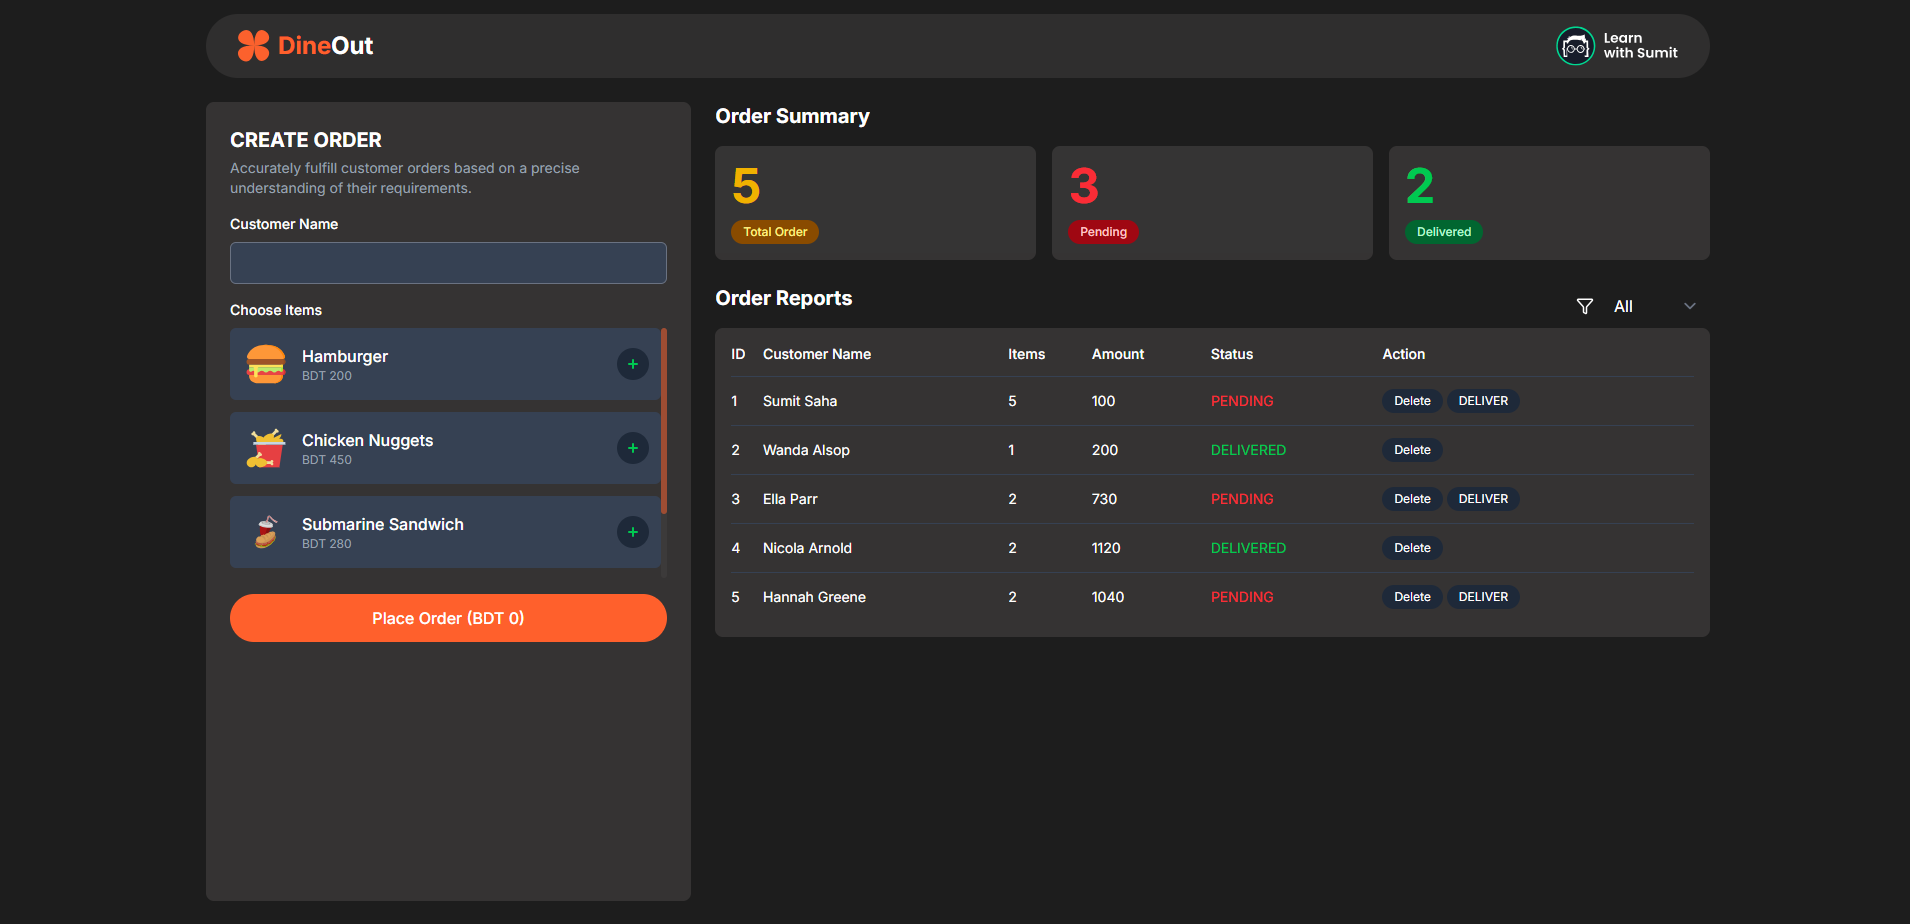 DineOut
Learn
with Sumit
CREATE ORDER
Accurately fulfill customer orders based on a precise
understanding of their requirements.
Customer Name
Choose Items
Hamburger
BDT 200
+
Chicken Nuggets
BDT 450
+
Submarine Sandwich
BDT 280
+
Place Order (BDT 0)
Order Summary
5
Total Order
3
Pending
2
Delivered
Order Reports
All
ID Customer Name Items Amount Status Action
1 Sumit Saha 5 100 PENDING Delete DELIVER
2 Wanda Alsop 1 200 DELIVERED Delete
3 Ella Parr 2 730 PENDING Delete DELIVER
4 Nicola Arnold 2 1120 DELIVERED Delete
5 Hannah Greene 2 1040 PENDING Delete DELIVER